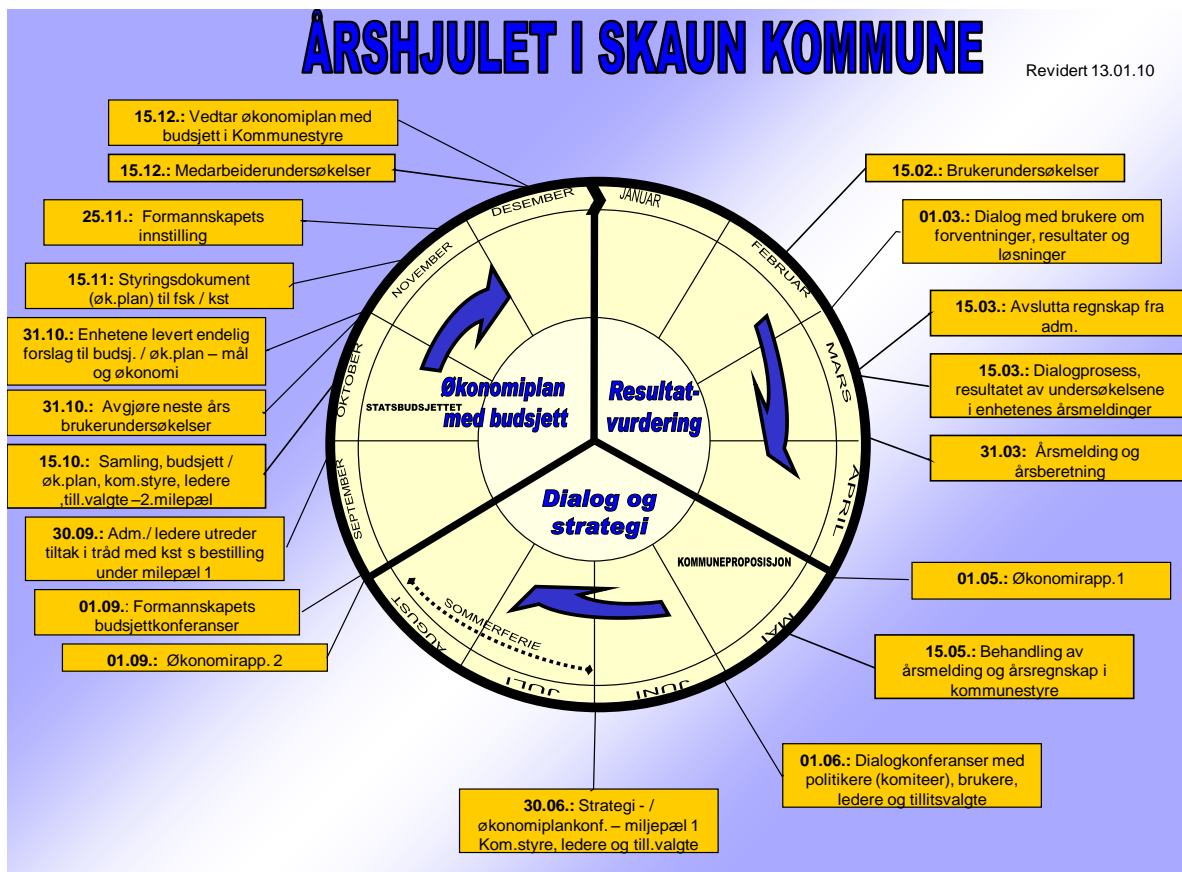 ÅRSHJULET I SKAUN KOMMUNE
Revidert 13.01.10
15.12.: Vedtar økonomiplan med
budsjett i Kommunestyre
15.12.: Medarbeiderundersøkelser
25.11.: Formannskapets
innstilling
15.11: Styringsdokument
(øk.plan) til fsk / kst
31.10.: Enhetene levert endelig
forslag til budsj. / øk.plan – mål
og økonomi
31.10.: Avgjøre neste års
brukerundersøkelser
15.10.: Samling, budsjett /
øk.plan, kom.styre, ledere
,till.valgte –2.milepæl
30.09.: Adm./ ledere utreder
tiltak i tråd med kst s bestilling
under milepæl 1
01.09.: Formannskapets
budsjettkonferanser
01.09.: Økonomirapp. 2
15.02.: Brukerundersøkelser
01.03.: Dialog med brukere om
forventninger, resultater og
løsninger
15.03.: Avslutta regnskap fra
adm.
15.03.: Dialogprosess,
resultatet av undersøkelsene
i enhetenes årsmeldinger
31.03: Årsmelding og
årsberetning
01.05.: Økonomirapp.1
15.05.: Behandling av
årsmelding og årsregnskap i
kommunestyre
01.06.: Dialogkonferanser med
politikere (komiteer), brukere,
ledere og tillitsvalgte
30.06.: Strategi - /
økonomiplankonf. – miljepæl 1
Kom.styre, ledere og till.valgte
JANUAR
FEBRUAR
MARS
APRIL
MAI
JUNI
JULI
AUGUST
SEPTEMBER
OKTOBER
NOVEMBER
DESEMBER
STATSBUDSJETTET
Økonomiplan
med budsjett
Resultat-
vurdering
Dialog og
strategi
KOMMUNEPROPOSISJON
SOMMERFERIE